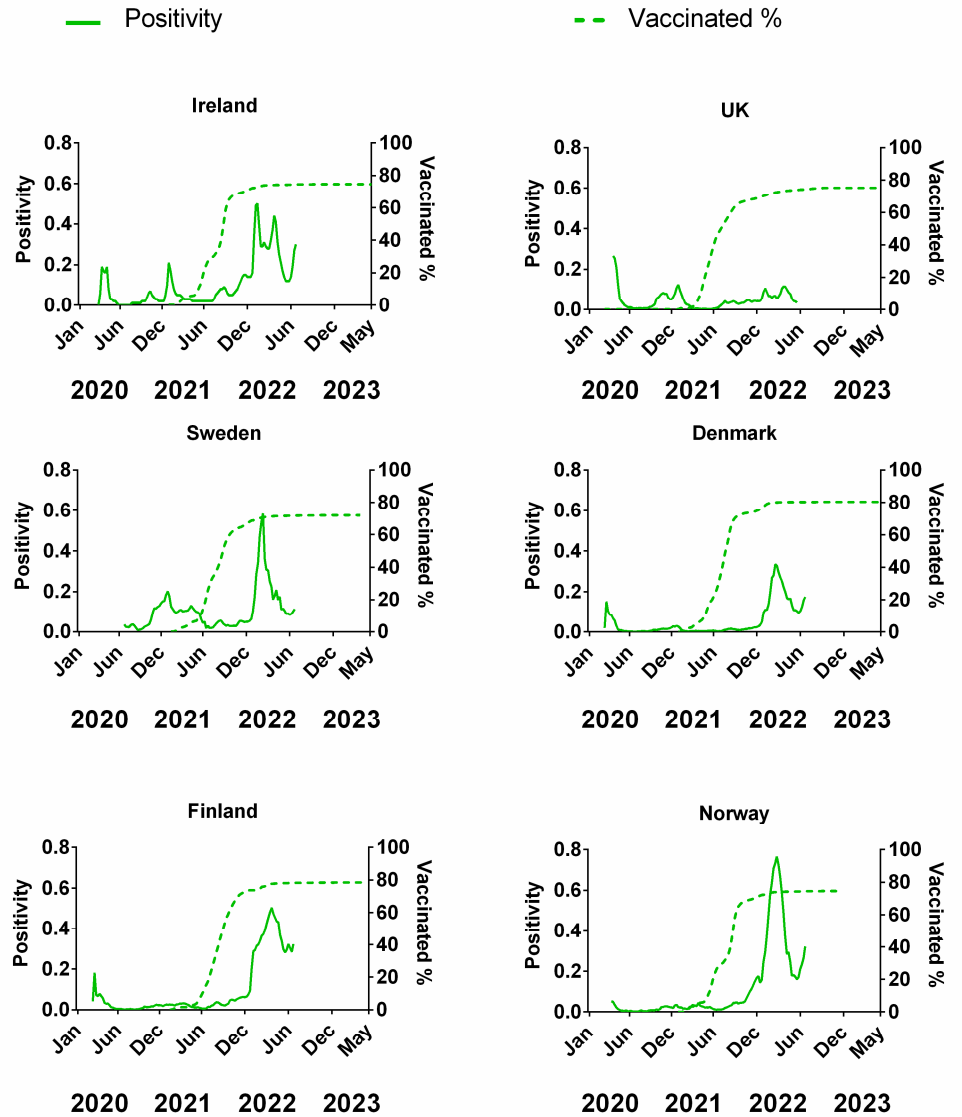 Positivity Vaccinated %
Ireland
0.8 0.6 0.4 0.2 0.0
Positivity
100 80 60 40 20 0
Vaccinated %
Jan Jun Dec Jun Dec Jun Dec May
2020 2021 2022 2023
UK
0.8 0.6 0.4 0.2 0.0
Positivity
100 80 60 40 20 0
Vaccinated %
Jan Jun Dec Jun Dec Jun Dec May
2020 2021 2022 2023
Sweden
0.8 0.6 0.4 0.2 0.0
Positivity
100 80 60 40 20 0
Vaccinated %
Jan Jun Dec Jun Dec Jun Dec May
2020 2021 2022 2023
Denmark
0.8 0.6 0.4 0.2 0.0
Positivity
100 80 60 40 20 0
Vaccinated %
Jan Jun Dec Jun Dec Jun Dec May
2020 2021 2022 2023
Finland
0.8 0.6 0.4 0.2 0.0
Positivity
100 80 60 40 20 0
Vaccinated %
Jan Jun Dec Jun Dec Jun Dec May
2020 2021 2022 2023
Norway
0.8 0.6 0.4 0.2 0.0
Positivity
100 80 60 40 20 0
Vaccinated %
Jan Jun Dec Jun Dec Jun Dec May
2020 2021 2022 2023